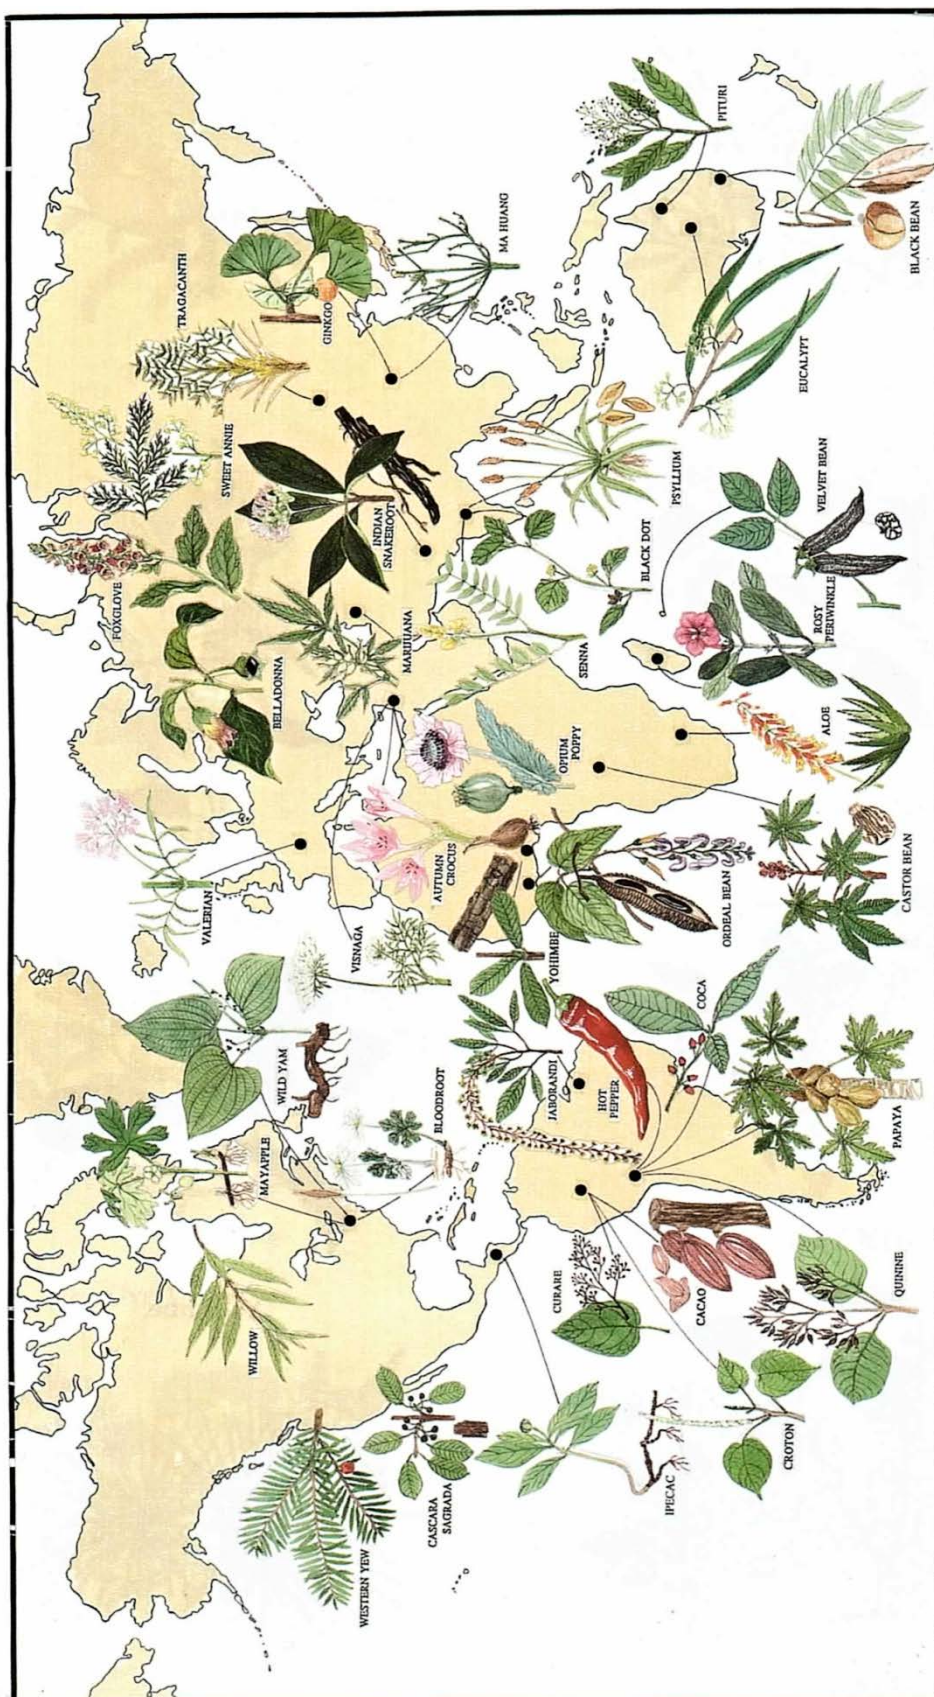 WESTERN YEW
CASCARA
SAGRADA
WILLOW
MAYAPPLE
WILD YAM
BLOODROOT
IPECAC
CROTON
CURARE
CACAO
QUININE
PAPAYA
COCA
HOT
PEPPER
JABORANDI
VALERIAN
VISNAGA
YOHIMBE
AUTUMN
CROCUS
ORDEAL BEAN
CASTOR BEAN
OPIUM
POPPY
ALOE
BELLADONNA
FOXGLOVE
MARIJUANA
SENNA
ROSY
PERIWINKLE
INDIAN
SNAKEROOT
BLACK DOT
VELVET BEAN
SWEET ANNIE
TRAGACANTH
GINKGO
MA HUANG
PSYLLIUM
EUCALYPT
PITURI
BLACK BEAN